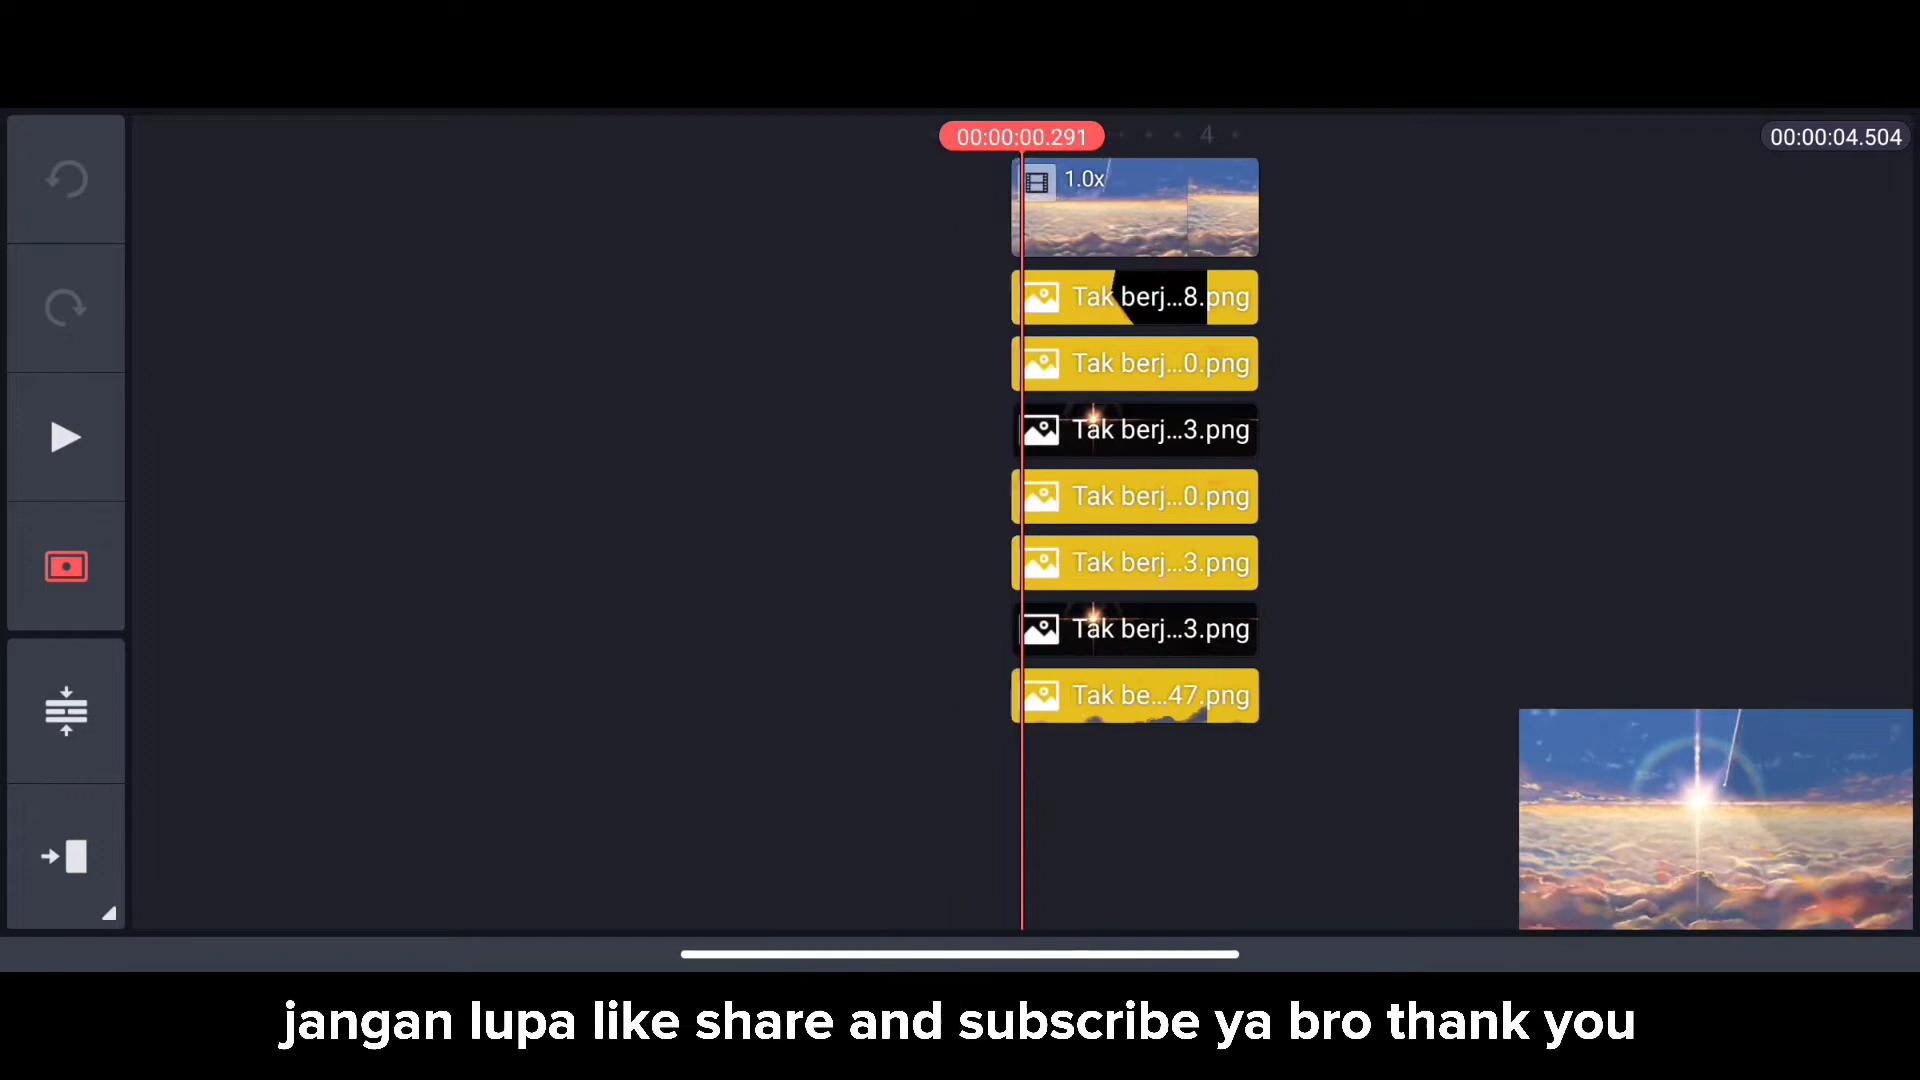 00:00:00.291
4
00:00:04.504
1.0x
Tak berj...8.png
Tak berj...0.png
Tak berj...3.png
Tak berj...0.png
Tak berj...3.png
Tak berj...3.png
Tak be...47.png
jangan lupa like share and subscribe ya bro thank you